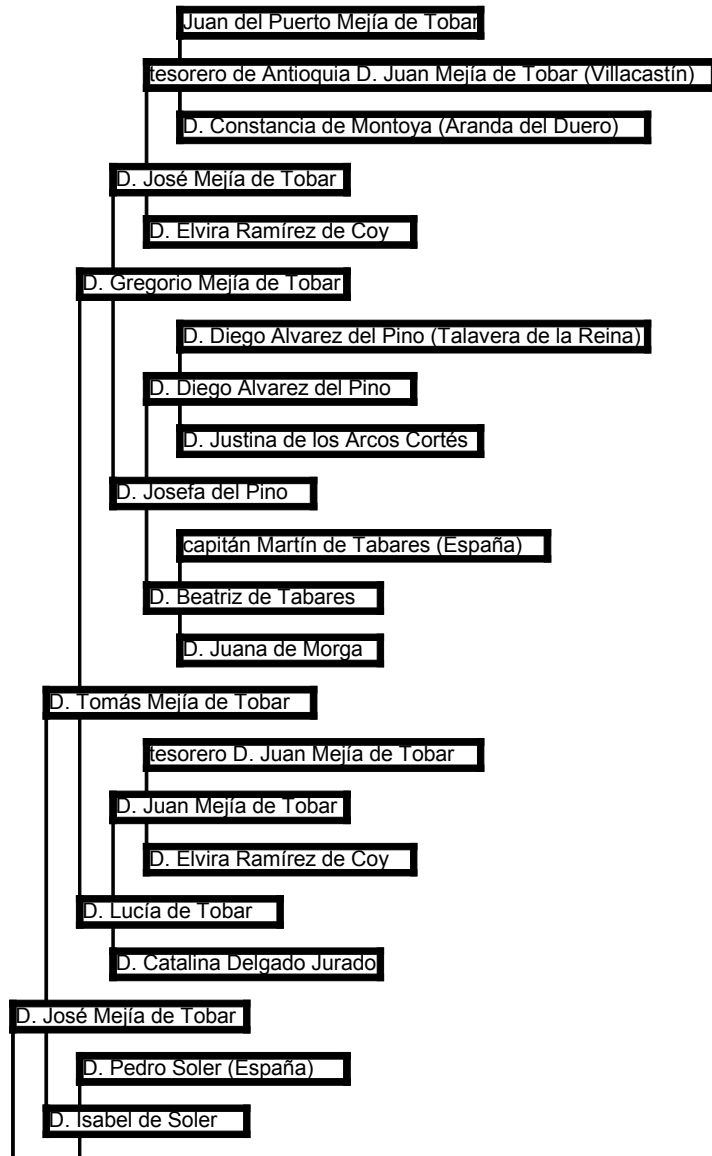 Juan del Puerto Mejía de Tobar
tesorero de Antioquia D. Juan Mejía de Tobar (Villacastín)
D. Constancia de Montoya (Aranda del Duero)
D. José Mejía de Tobar
D. Elvira Ramírez de Coy
D. Gregorio Mejía de Tobar
D. Diego Alvarez del Pino (Talavera de la Reina)
D. Diego Alvarez del Pino
D. Justina de los Arcos Cortés
D. Josefa del Pino
capitán Martín de Tabares (España)
D. Beatriz de Tabares
D. Juana de Morga
D. Tomás Mejía de Tobar
tesorero D. Juan Mejía de Tobar
D. Juan Mejía de Tobar
D. Elvira Ramírez de Coy
D. Lucía de Tobar
D. Catalina Delgado Jurado
D. José Mejía de Tobar
D. Pedro Soler (España)
D. Isabel de Soler